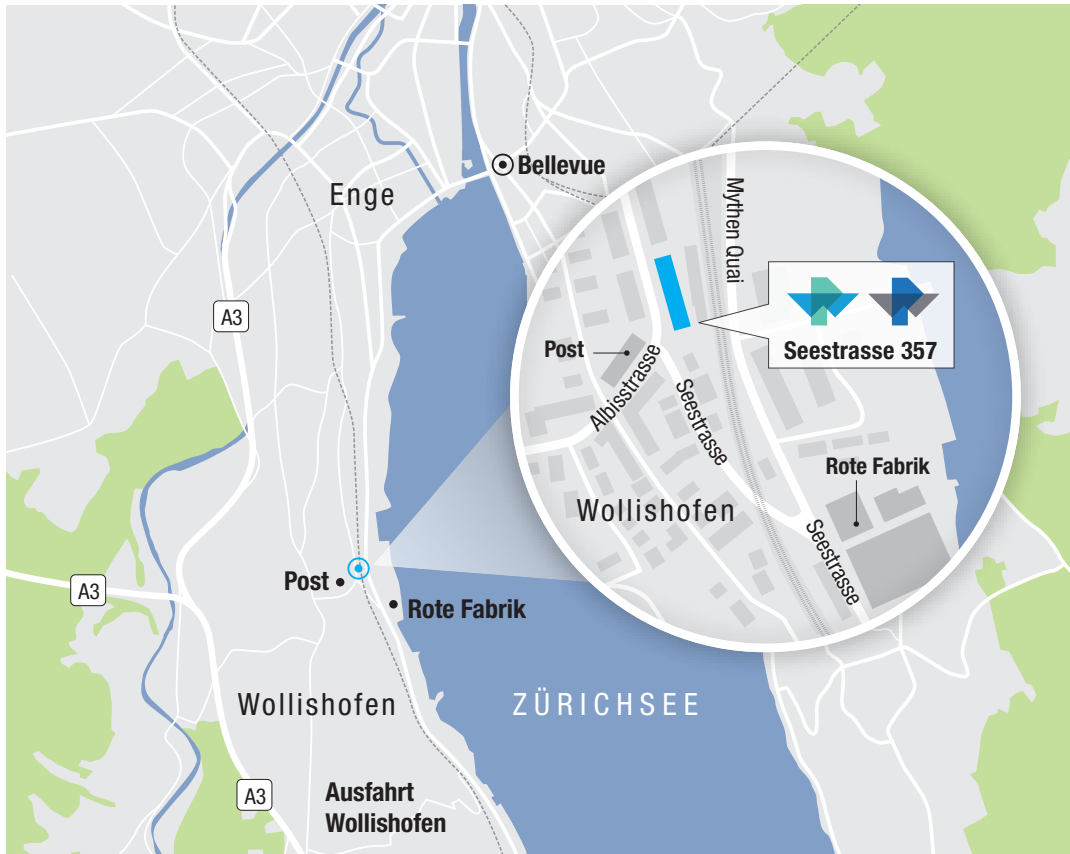 Bellevue
Enge
Mythen Quai
A3
Seestrasse 357
Post
Albisstrasse
Seestrasse
Rote Fabrik
Wollishofen
Seestrasse
Post
A3
Rote Fabrik
Wollishofen
ZÜRICHSEE
A3
Ausfahrt
Wollishofen